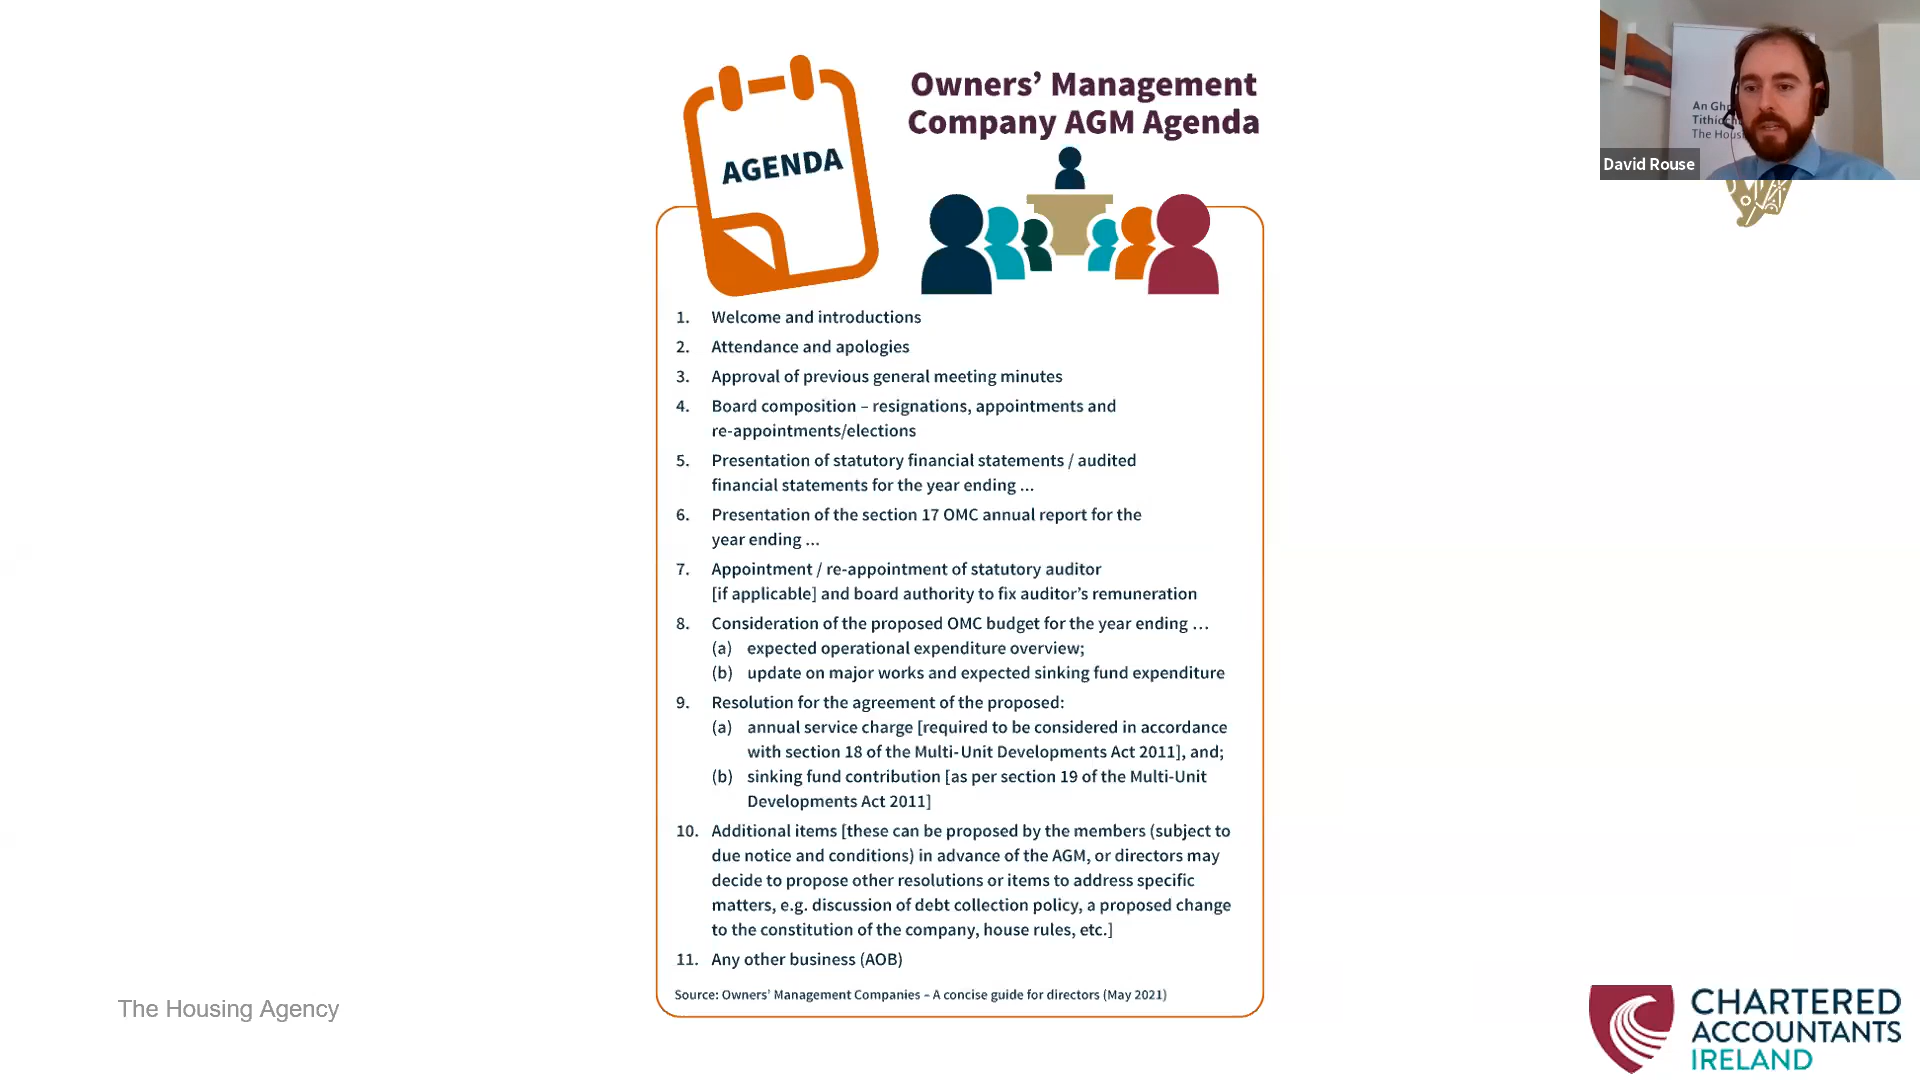 Owners’ Management
Company AGM Agenda
AGENDA
An Gh
Tithío
The Hous
David Rouse
1. Welcome and introductions
2. Attendance and apologies
3. Approval of previous general meeting minutes
4. Board composition – resignations, appointments and
re-appointments/elections
5. Presentation of statutory financial statements / audited
financial statements for the year ending ...
6. Presentation of the section 17 OMC annual report for the
year ending ...
7. Appointment / re-appointment of statutory auditor
[if applicable] and board authority to fix auditor’s remuneration
8. Consideration of the proposed OMC budget for the year ending ...
(a) expected operational expenditure overview;
(b) update on major works and expected sinking fund expenditure
9. Resolution for the agreement of the proposed:
(a) annual service charge [required to be considered in accordance
with section 18 of the Multi-Unit Developments Act 2011], and;
(b) sinking fund contribution [as per section 19 of the Multi-Unit
Developments Act 2011]
10. Additional items [these can be proposed by the members (subject to
due notice and conditions) in advance of the AGM, or directors may
decide to propose other resolutions or items to address specific
matters, e.g. discussion of debt collection policy, a proposed change
to the constitution of the company, house rules, etc.]
11. Any other business (AOB)
Source: Owners’ Management Companies – A concise guide for directors (May 2021)
The Housing Agency
CHARTERED
ACCOUNTANTS
IRELAND